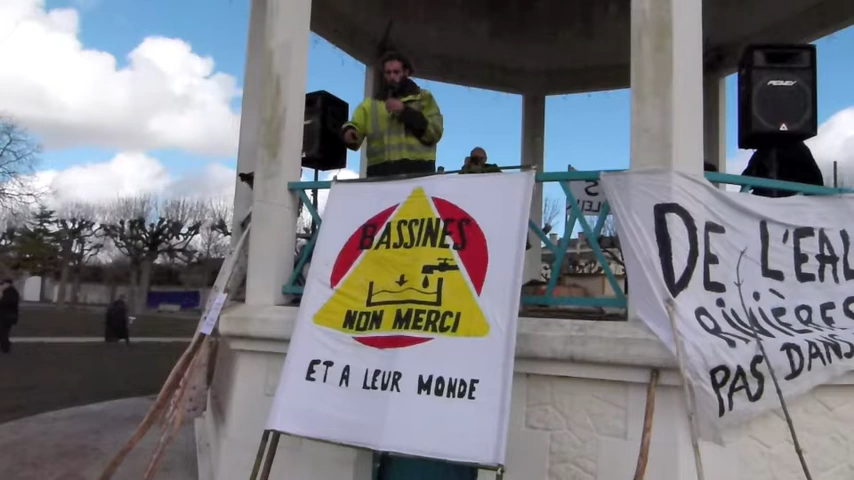 BASSINES
NON MERCI
ET A LEUR MONDE
DE L'EAU
RIVIÈRES
PAS DANS
PEAVEY